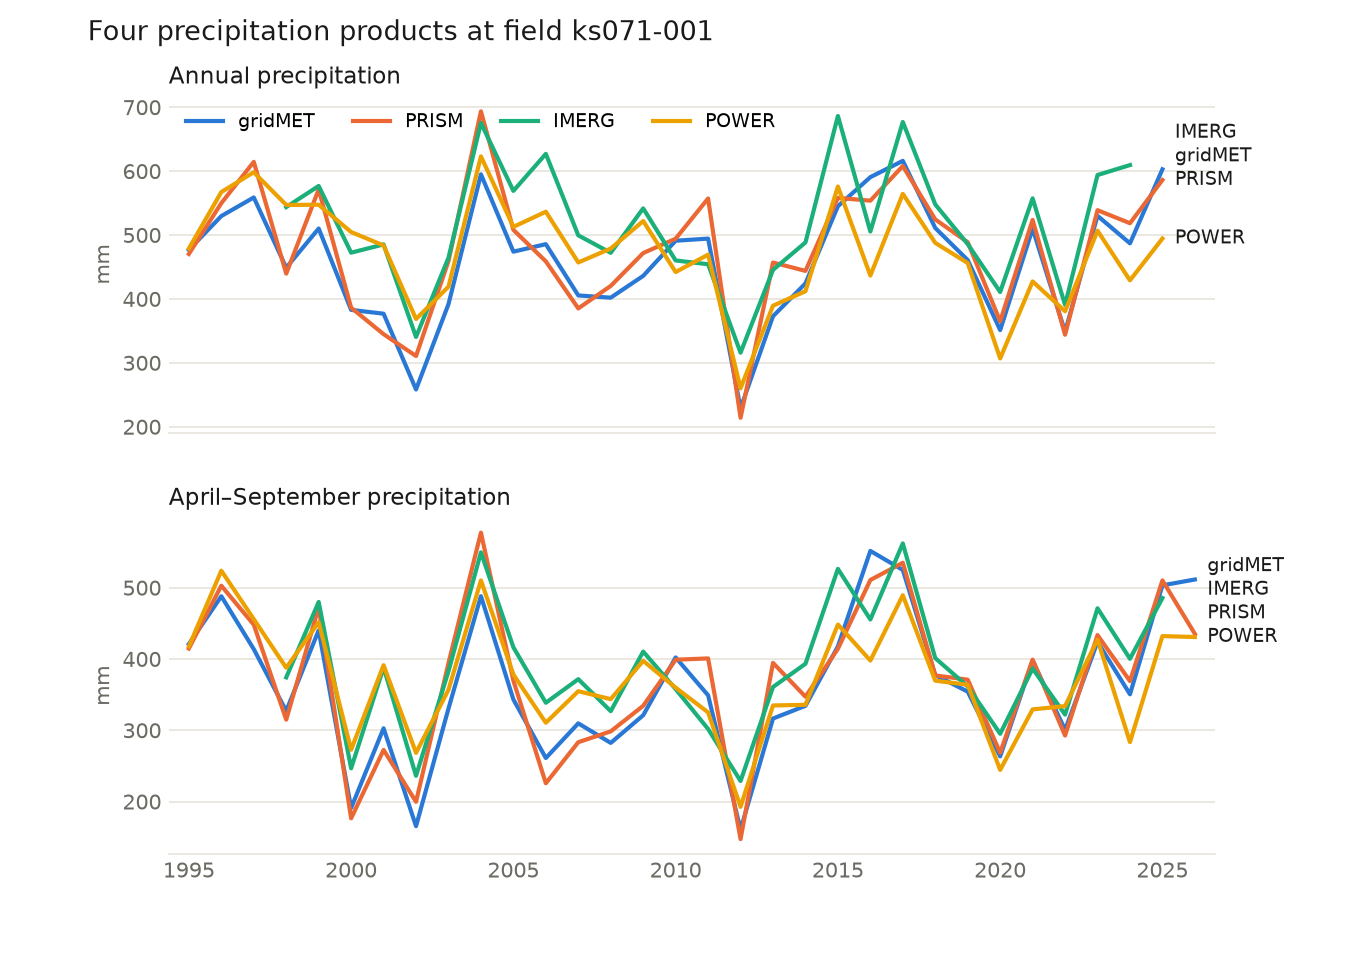 Four precipitation products at field ks071-001
Annual precipitation
700
gridMET PRISM IMERG POWER
600
500
400
300
200
mm
IMERG
gridMET
PRISM
POWER
April–September precipitation
500
400
300
200
mm
gridMET
IMERG
PRISM
POWER
1995 2000 2005 2010 2015 2020 2025